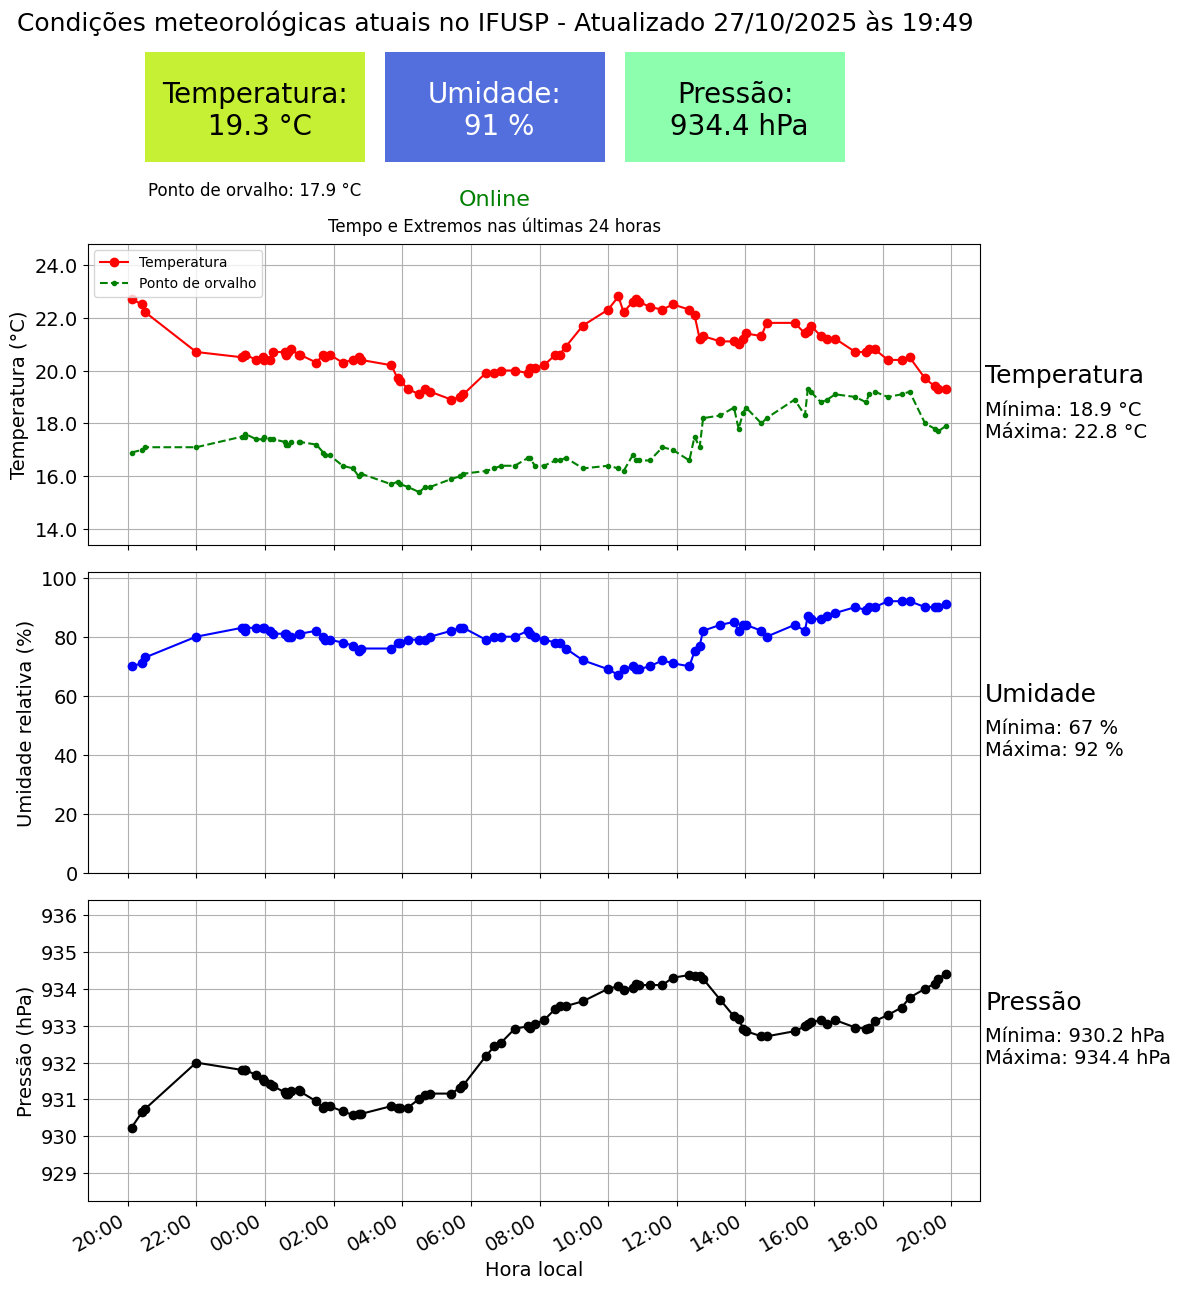 Condições meteorológicas atuais no IFUSP - Atualizado 27/10/2025 às 19:49
Temperatura:
19.3 °C
Umidade:
91 %
Pressão:
934.4 hPa
Ponto de orvalho: 17.9 °C
Online
Tempo e Extremos nas últimas 24 horas
Temperatura (°C)
24.0
22.0
20.0
18.0
16.0
14.0
Temperatura
Ponto de orvalho
Temperatura
Mínima: 18.9 °C
Máxima: 22.8 °C
Umidade relativa (%)
100
80
60
40
20
0
Umidade
Mínima: 67 %
Máxima: 92 %
Pressão (hPa)
936
935
934
933
932
931
930
929
Pressão
Mínima: 930.2 hPa
Máxima: 934.4 hPa
20:00 22:00 00:00 02:00 04:00 06:00 08:00 10:00 12:00 14:00 16:00 18:00 20:00
Hora local